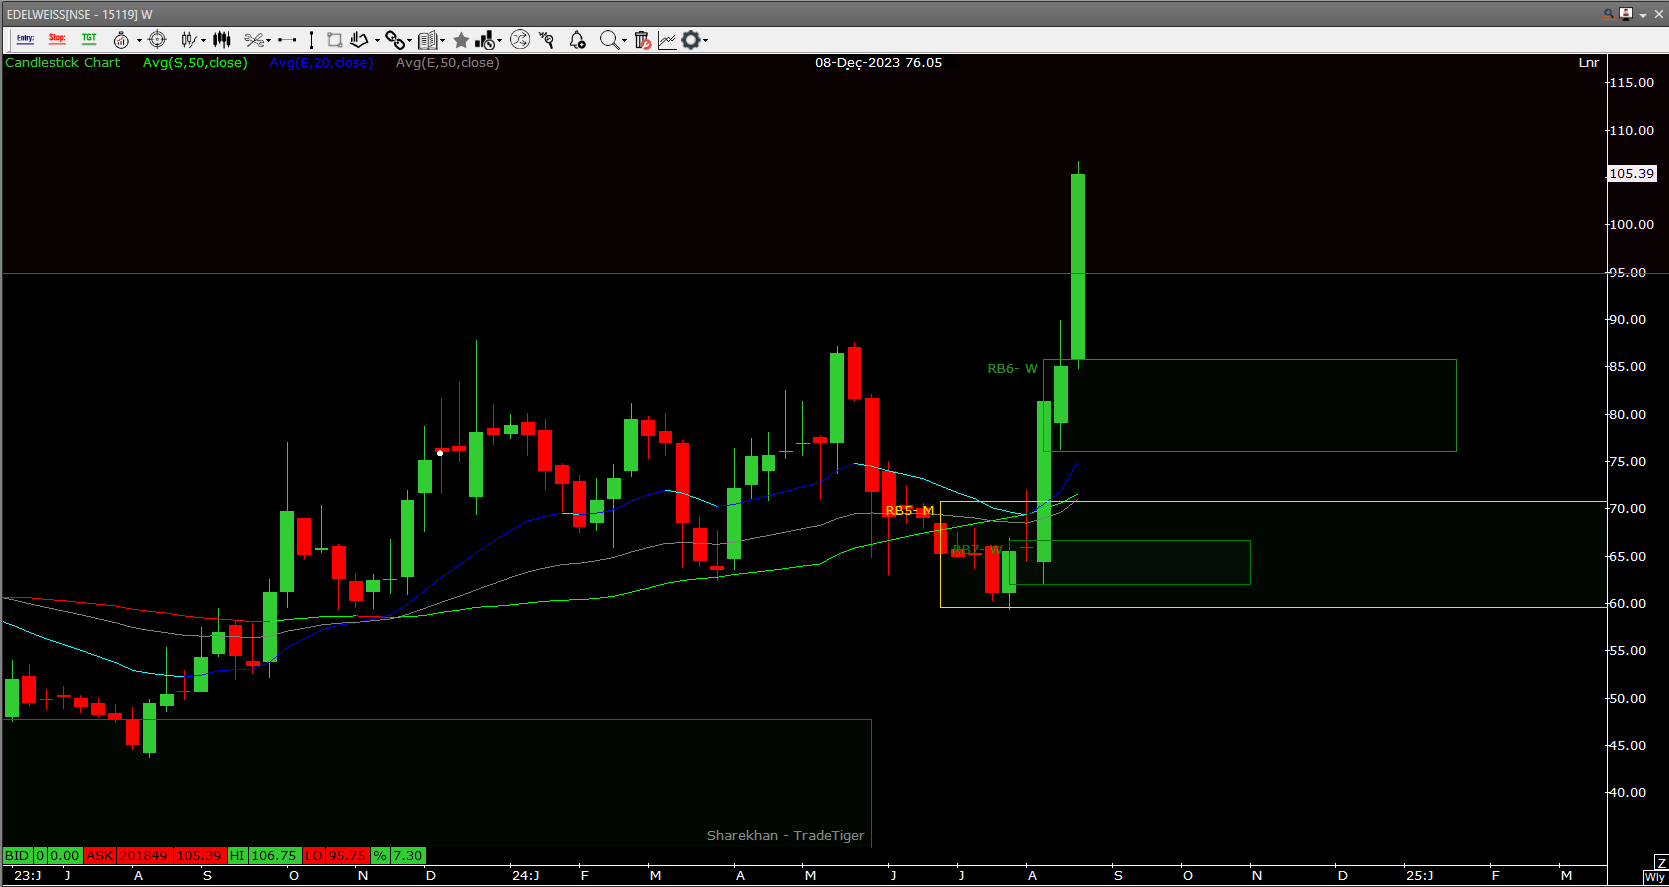 EDELWEISS[NSE - 15119] W
Entry: Stop: TGT
Candlestick Chart Avg(S,50,close) Avg(E,20,close) Avg(E,50,close) 08-Dec-2023 76.05 Lnr
115.00
110.00
105.39
100.00
95.00
90.00
RB6- W 85.00
80.00
75.00
70.00
RB5- M
RB7- W 65.00
60.00
55.00
50.00
45.00
40.00
Sharekhan - TradeTiger
BID 0 0.00 ASK 201849 105.39 HI 106.75 LO 95.75 % 7.30
Z
23:J J A S O N D 24:J F M A M J J A S O N D 25:J F M Wly